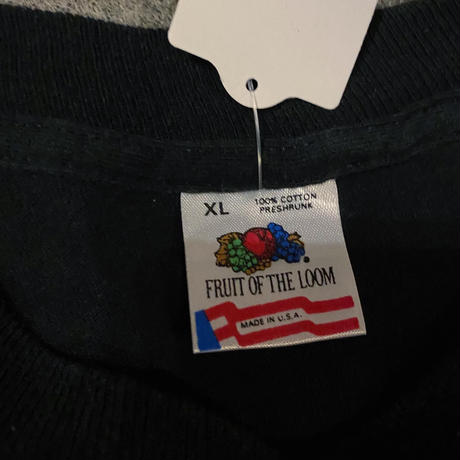 XL
100% COTTON
PRESHRUNK
FRUIT OF THE LOOM
MADE IN U.S.A.